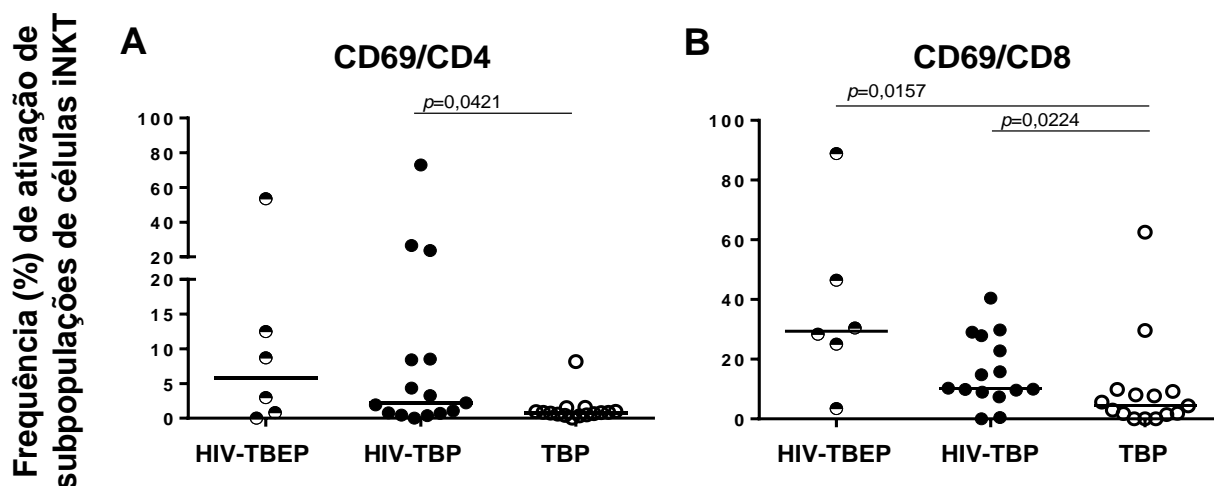 Frequência (%) de ativação de
subpopulações de células iNKT
A
CD69/CD4
p=0,0421
100
80
60
40
20
20
15
10
5
0
HIV-TBEP
HIV-TBP
TBP
B
CD69/CD8
p=0,0157
p=0,0224
100
80
60
40
20
0
HIV-TBEP
HIV-TBP
TBP